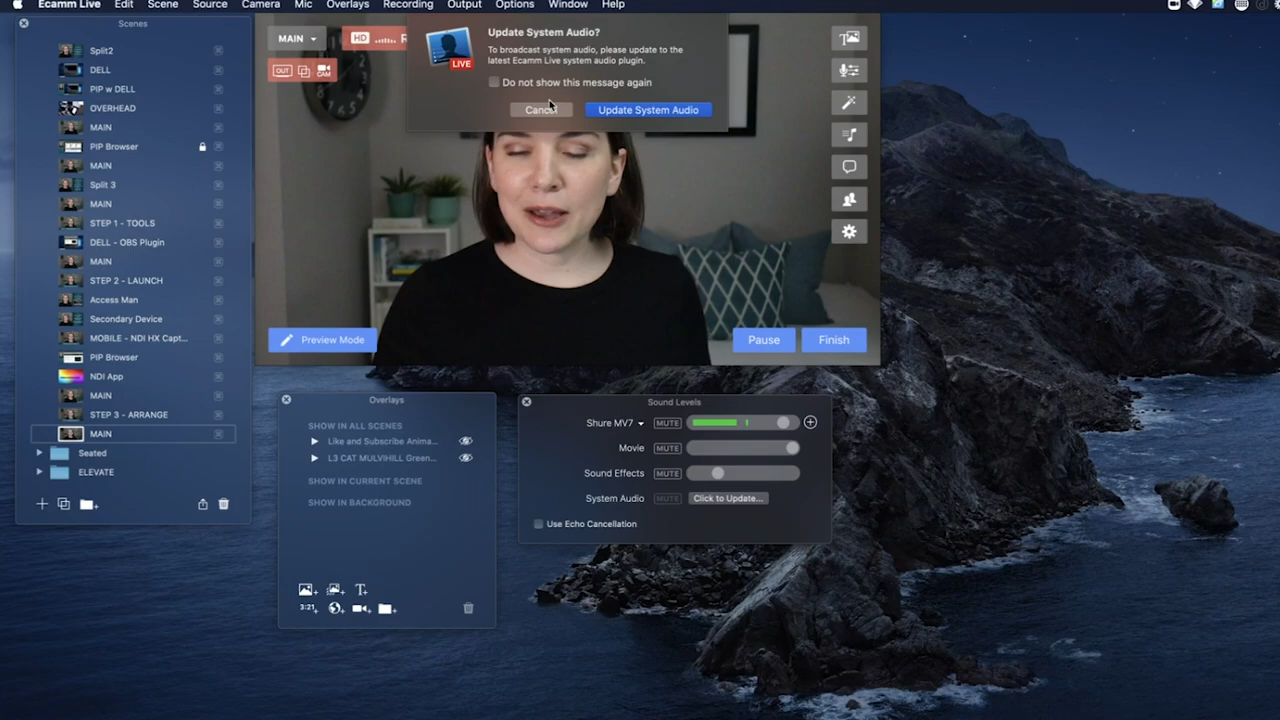 Ecamm Live Edit Scene Source Camera Mic Overlays Output Recording Options Window Help
Scenes
Split2
DELL
PIP w DELL
OVERHEAD
MAIN
PIP Browser
MAIN
Split 3
MAIN
STEP 1 - TOOLS
DELL - OBS Plugin
MAIN
STEP 2 - LAUNCH
Access Man
Secondary Device
MOBILE - NDI HX Capt...
PIP Browser
NDI App
MAIN
STEP 3 - ARRANGE
MAIN
Seated
ELEVATE
MAIN
HD
OUT
CAM
LIVE
Update System Audio?
To broadcast system audio, please update to the
latest Ecamm Live system audio plugin.
Do not show this message again
Update System Audio
Preview Mode
Pause
Finish
Overlays
SHOW IN ALL SCENES
Like and Subscribe Anima...
L3 CAT MULVIHILL Green...
SHOW IN CURRENT SCENE
SHOW IN BACKGROUND
3:21
Sound Levels
Shure MV7 MUTE
Movie MUTE
Sound Effects MUTE
System Audio MUTE Click to Update...
Use Echo Cancellation